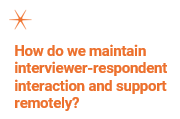 How do we maintain
interviewer-respondent
interaction and support
remotely?